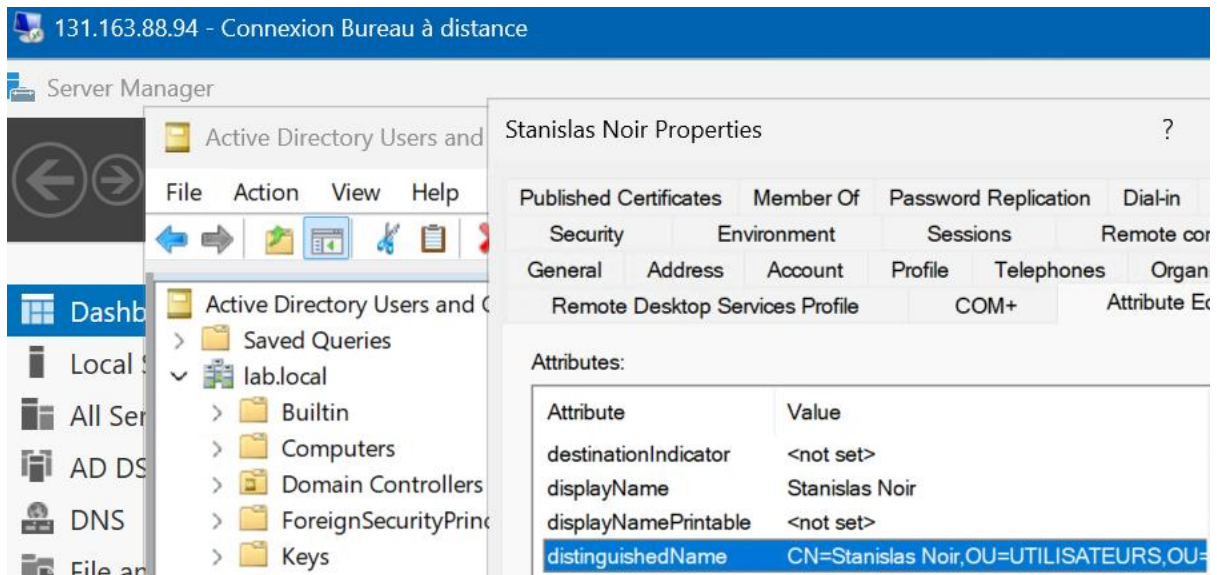 131.163.88.94 - Connexion Bureau à distance
Server Manager
Active Directory Users and
File Action View Help
Dashb
Local
All Ser
AD DS
DNS
File an
Active Directory Users and
Saved Queries
lab.local
Builtin
Computers
Domain Controllers
ForeignSecurityPrinc
Keys
Stanislas Noir Properties ?
Published Certificates Member Of Password Replication Dial-in
Security Environment Sessions Remote con
General Address Account Profile Telephones Organ
Remote Desktop Services Profile COM+ Attribute Ed
Attributes:
Attribute Value
destinationIndicator <not set>
displayName Stanislas Noir
displayNamePrintable <not set>
distinguishedName CN=Stanislas Noir,OU=UTILISATEURS,OU=